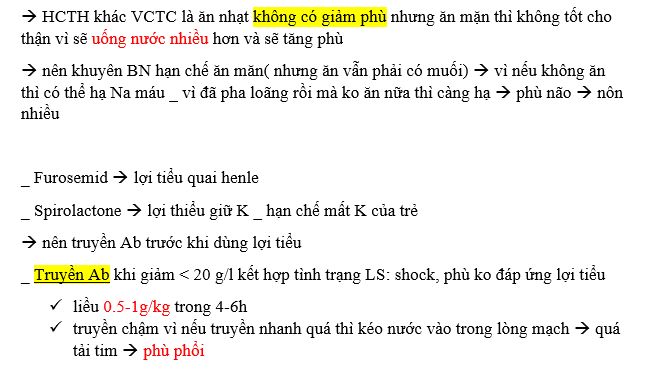 → HCTH khác VCTC là ăn nhạt không có giảm phù nhưng ăn mặn thì không tốt cho
thận vì sẽ uống nước nhiều hơn và sẽ tăng phù
→ nên khuyên BN hạn chế ăn măn( nhưng ăn vẫn phải có muối) → vì nếu không ăn
thì có thể hạ Na máu _ vì đã pha loãng rồi mà ko ăn nữa thì càng hạ → phù não → nôn
nhiều
_ Furosemid → lợi tiểu quai henle
_ Spirolactone → lợi thiểu giữ K _ hạn chế mất K của trẻ
→ nên truyền Ab trước khi dùng lợi tiểu
_ Truyền Ab khi giảm < 20 g/l kết hợp tình trạng LS: shock, phù ko đáp ứng lợi tiểu
✓ liều 0.5-1g/kg trong 4-6h
✓ truyền chậm vì nếu truyền nhanh quá thì kéo nước vào trong lòng mạch → quá
tải tim → phù phổi